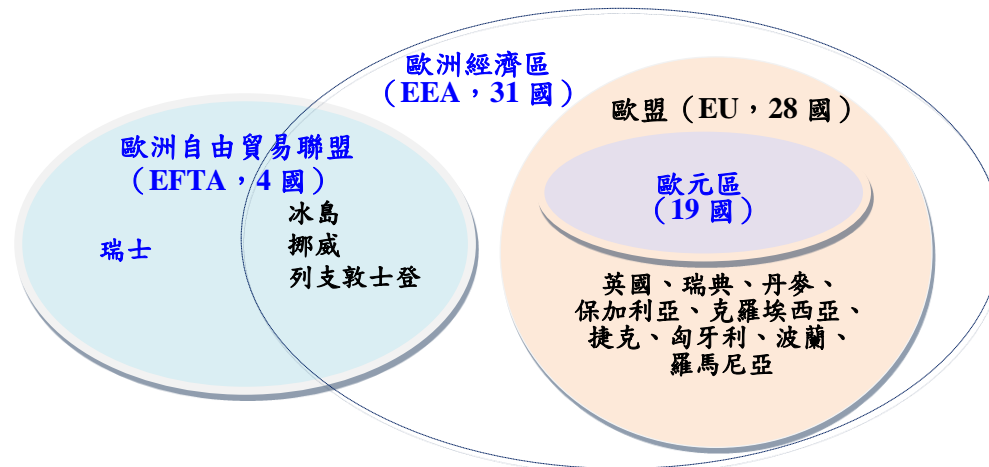 歐洲經濟區
（EEA，31 國）
歐盟（EU，28 國）
歐洲自由貿易聯盟
（EFTA，4 國）
歐元區
（19 國）
冰島
挪威
列支敦士登
瑞士
英國、瑞典、丹麥、
保加利亞、克羅埃西亞、
捷克、匈牙利、波蘭、
羅馬尼亞